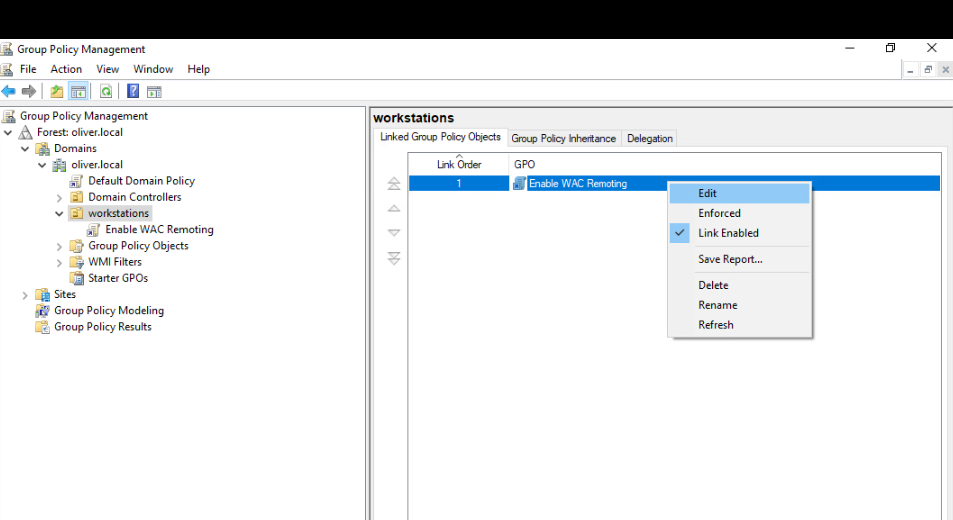 Group Policy Management
File Action View Window Help
Group Policy Management
Forest: oliver.local
Domains
oliver.local
Default Domain Policy
Domain Controllers
workstations
Enable WAC Remoting
Group Policy Objects
WMI Filters
Starter GPOs
Sites
Group Policy Modeling
Group Policy Results
workstations
Linked Group Policy Objects Group Policy Inheritance Delegation
Link Order GPO
1 Enable WAC Remoting
Edit
Enforced
Link Enabled
Save Report...
Delete
Rename
Refresh